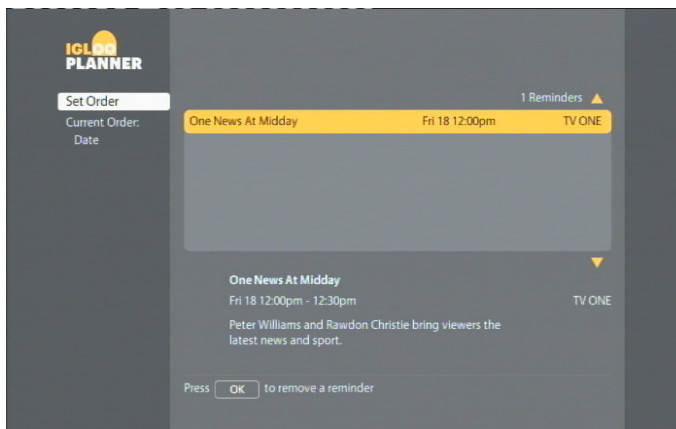 IGLOO
PLANNER
Set Order
Current Order:
Date
1 Reminders
One News At Midday Fri 18 12:00pm TV ONE
One News At Midday
Fri 18 12:00pm - 12:30pm TV ONE
Peter Williams and Rawdon Christie bring viewers the
latest news and sport.
Press OK to remove a reminder